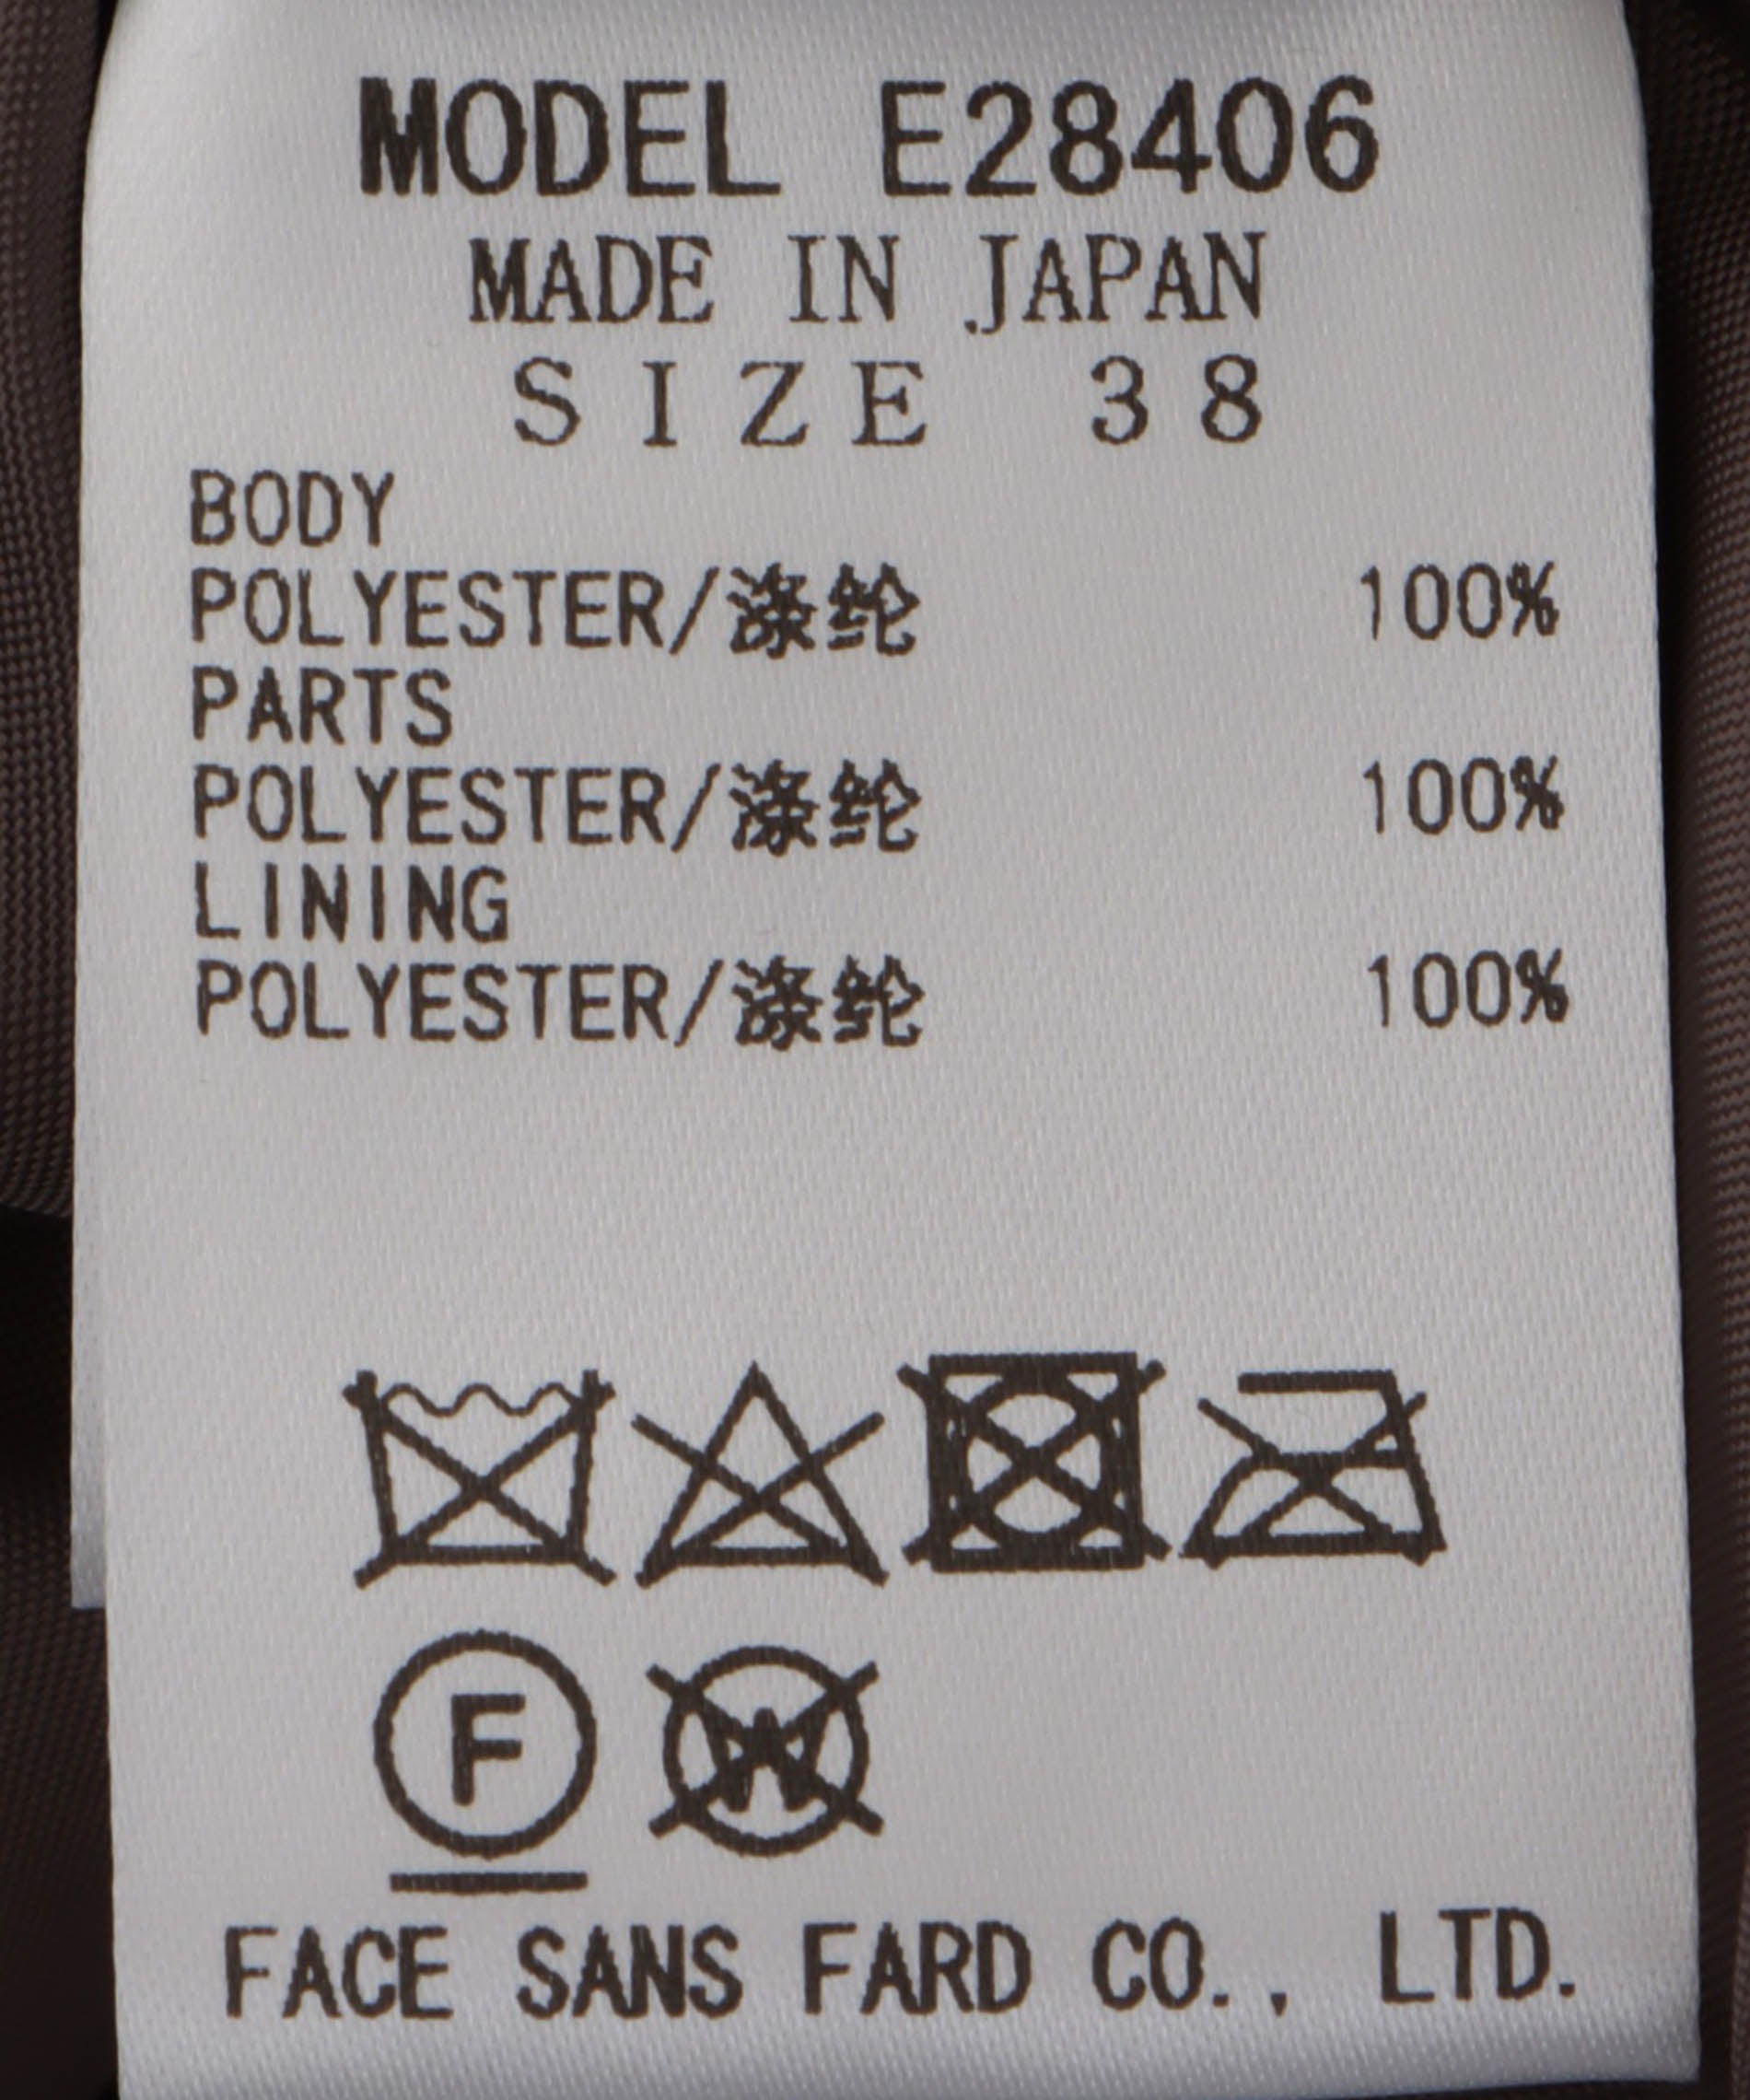 MODEL E28406
MADE IN JAPAN
SIZE 38
BODY
POLYESTER/涤纶 100%
PARTS
POLYESTER/涤纶 100%
LINING
POLYESTER/涤纶 100%
F W
FACE SANS FARD CO., LTD.